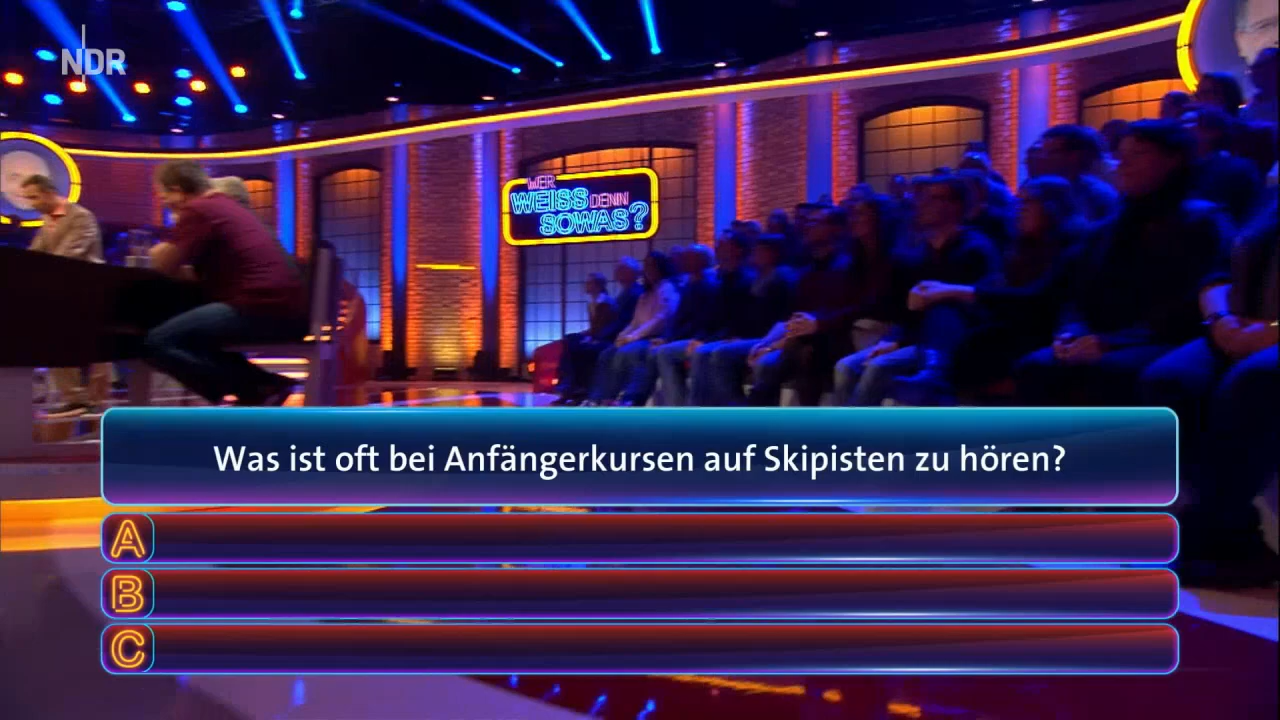 NDR
WER
WEISS DENN
SOWAS?
Was ist oft bei Anfängerkursen auf Skipisten zu hören?
A
B
C